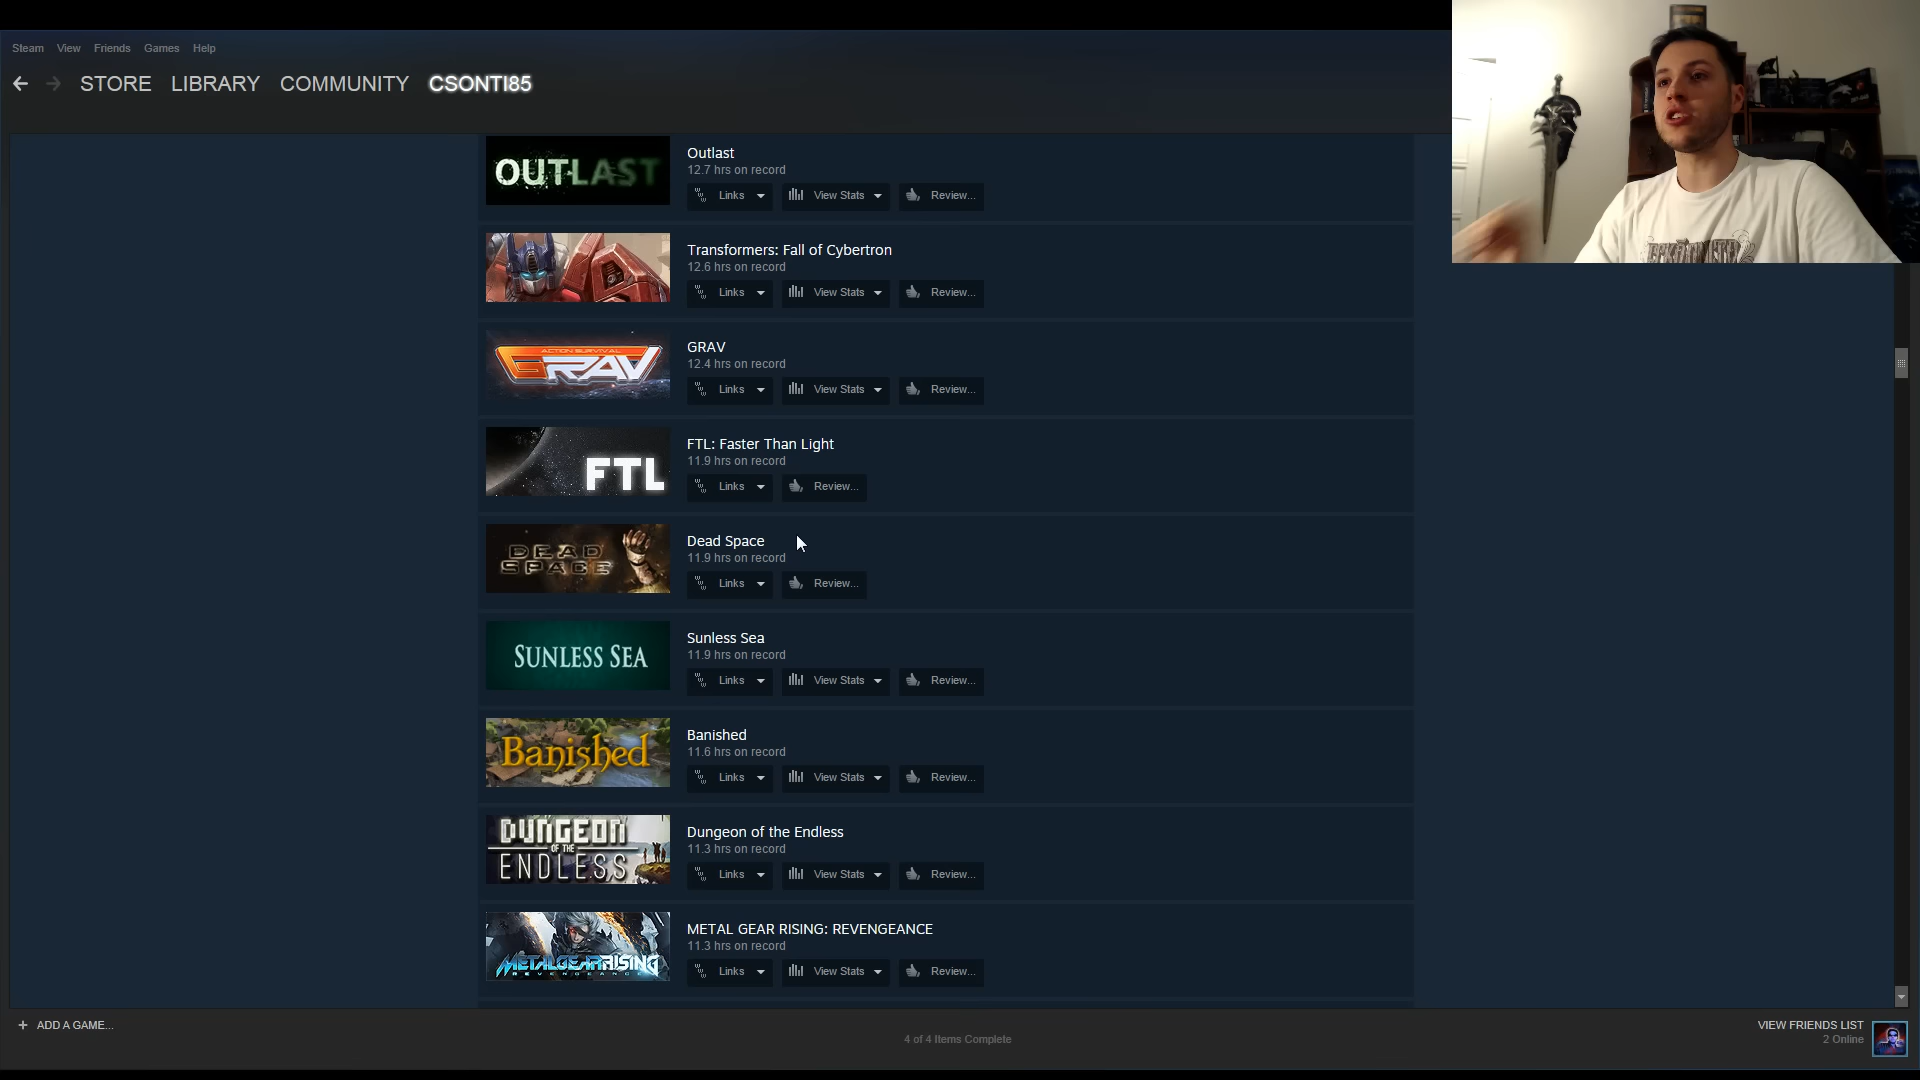 Steam View Friends Games Help
STORE LIBRARY COMMUNITY CSONTI85
OUTLAST
Outlast
12.7 hrs on record
Links View Stats Review...
Transformers: Fall of Cybertron
12.6 hrs on record
Links View Stats Review...
ACTION SURVIVAL
GRAV
GRAV
12.4 hrs on record
Links View Stats Review...
FTL
FTL: Faster Than Light
11.9 hrs on record
Links Review...
DEAD
SPACE
Dead Space
11.9 hrs on record
Links Review...
SUNLESS SEA
Sunless Sea
11.9 hrs on record
Links View Stats Review...
Banished
Banished
11.6 hrs on record
Links View Stats Review...
DUNGEON
OF THE
ENDLESS
Dungeon of the Endless
11.3 hrs on record
Links View Stats Review...
METAL GEAR RISING
REVENGEANCE
METAL GEAR RISING: REVENGEANCE
11.3 hrs on record
Links View Stats Review...
+ ADD A GAME...
4 of 4 Items Complete
VIEW FRIENDS LIST
2 Online